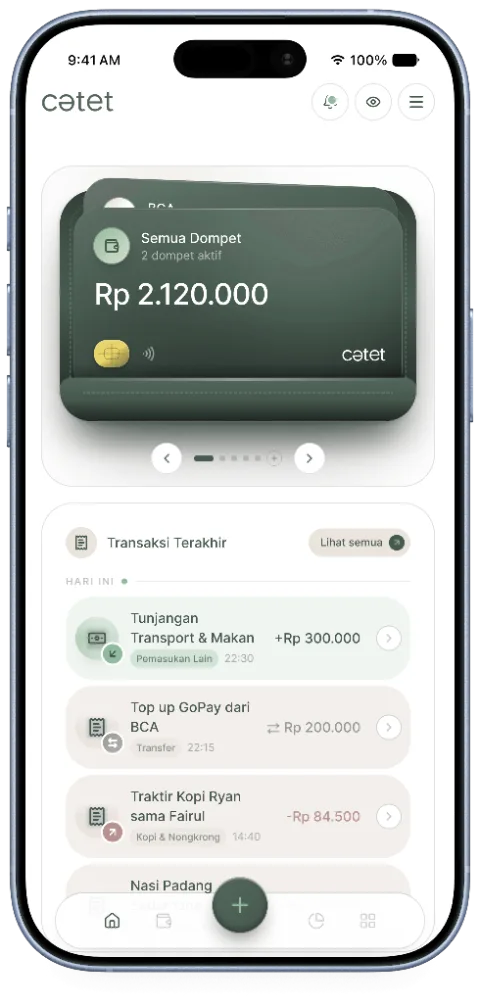 9:41 AM
100%
cətet
BCA
Semua Dompet
2 dompet aktif
Rp 2.120.000
cətet
Transaksi Terakhir
Lihat semua
HARI INI
Tunjangan
Transport & Makan
+Rp 300.000
Pemasukan Lain
22:30
Top up GoPay dari
BCA
Rp 200.000
Transfer
22:15
Traktir Kopi Ryan
sama Fairul
-Rp 84.500
Kopi & Nongkrong
14:40
Nasi Padang